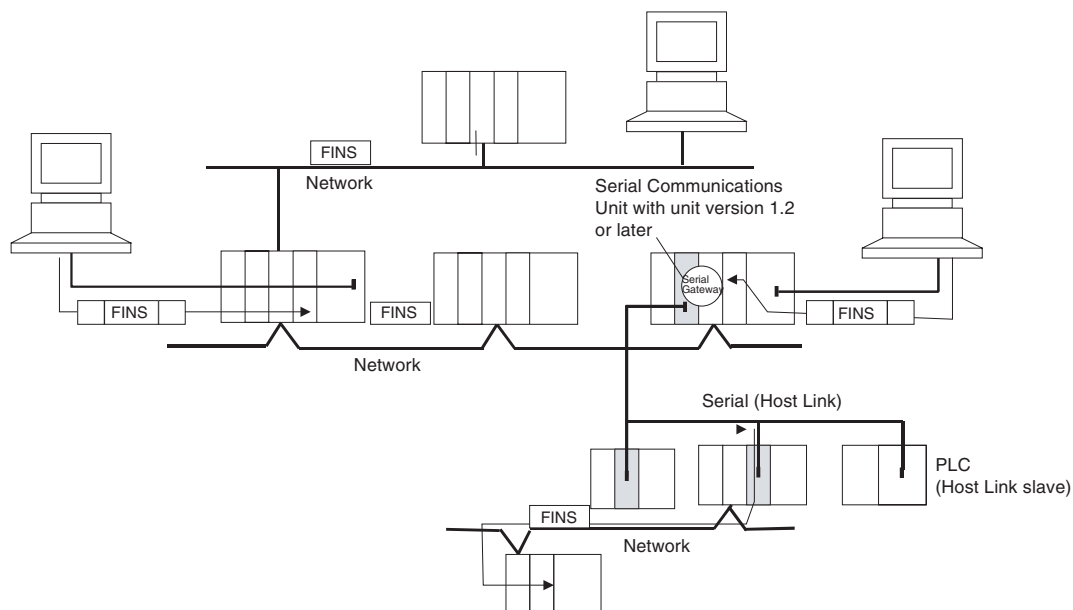 FINS
Network
Serial Communications
Unit with unit version 1.2
or later
Serial
Gateway
FINS
FINS
FINS
Network
Serial (Host Link)
PLC
(Host Link slave)
FINS
Network